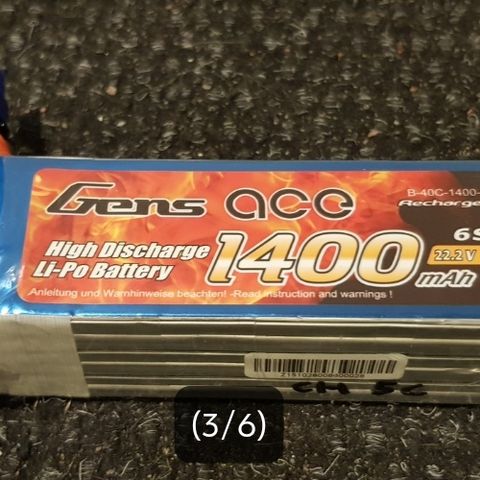 B-40C-1400-
Gens ace
Recharge
High Discharge
Li-Po Battery
1400 mAh
6S
22.2 V
Anleitung und Warnhinweise beachten! -Read instruction and warnings !
(3/6)